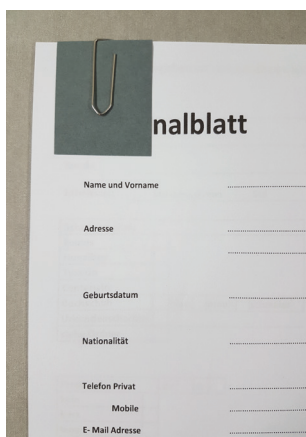 nalblatt
Name und Vorname
Adresse
Geburtsdatum
Nationalität
Telefon Privat
Mobile
E- Mail Adresse